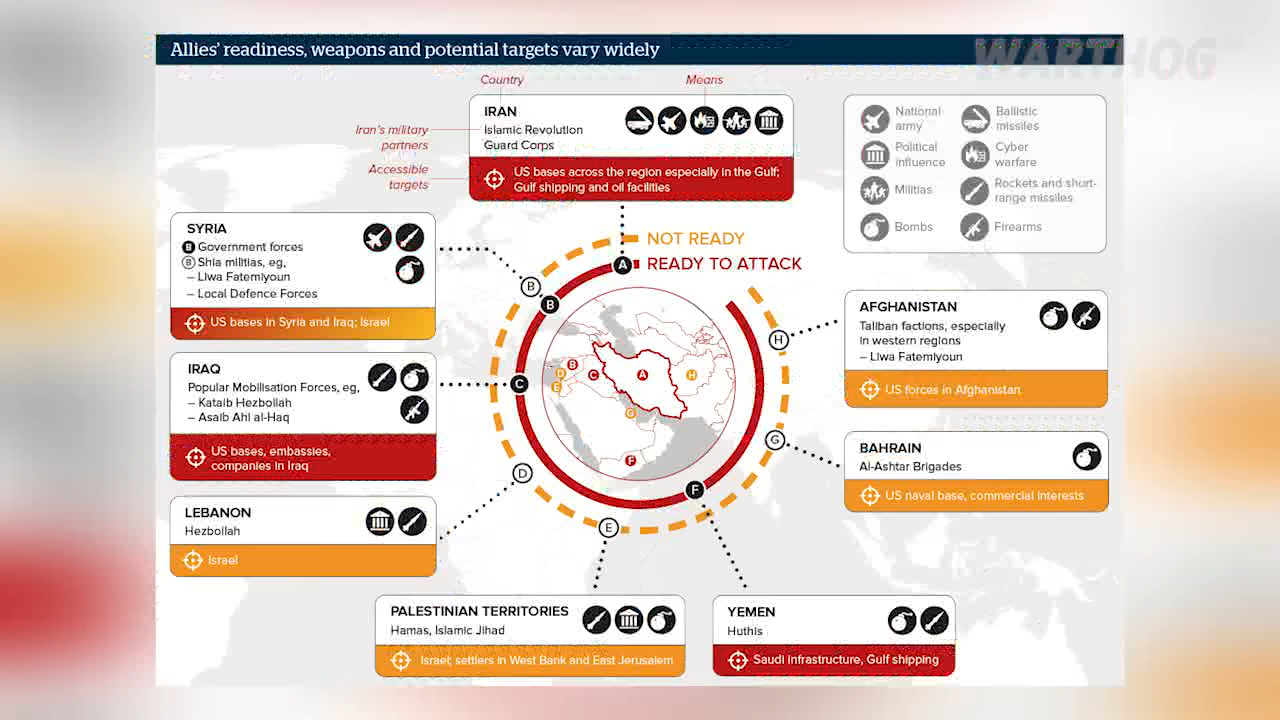 Allies' readiness, weapons and potential targets vary widely
WARTHOG
Country
Means
Iran's military
partners
Accessible
targets
IRAN
Islamic Revolution
Guard Corps
US bases across the region especially in the Gulf;
Gulf shipping and oil facilities
National
army
Ballistic
missiles
Political
influence
Cyber
warfare
Militias
Rockets and short-
range missiles
Bombs
Firearms
NOT READY
READY TO ATTACK
SYRIA
B Government forces
B Shia militias, eg,
– Liwa Fatemiyoun
– Local Defence Forces
US bases in Syria and Iraq; Israel
IRAQ
Popular Mobilisation Forces, eg,
– Kataib Hezbollah
– Asaib Ahl al-Haq
US bases, embassies,
companies in Iraq
LEBANON
Hezbollah
Israel
PALESTINIAN TERRITORIES
Hamas, Islamic Jihad
Israel; settlers in West Bank and East Jerusalem
YEMEN
Huthis
Saudi infrastructure, Gulf shipping
BAHRAIN
Al-Ashtar Brigades
US naval base, commercial interests
AFGHANISTAN
Taliban factions, especially
in western regions
– Liwa Fatemiyoun
US forces in Afghanistan
A
B
B
C
D
E
F
G
H
A
B
C
D
E
F
G
H